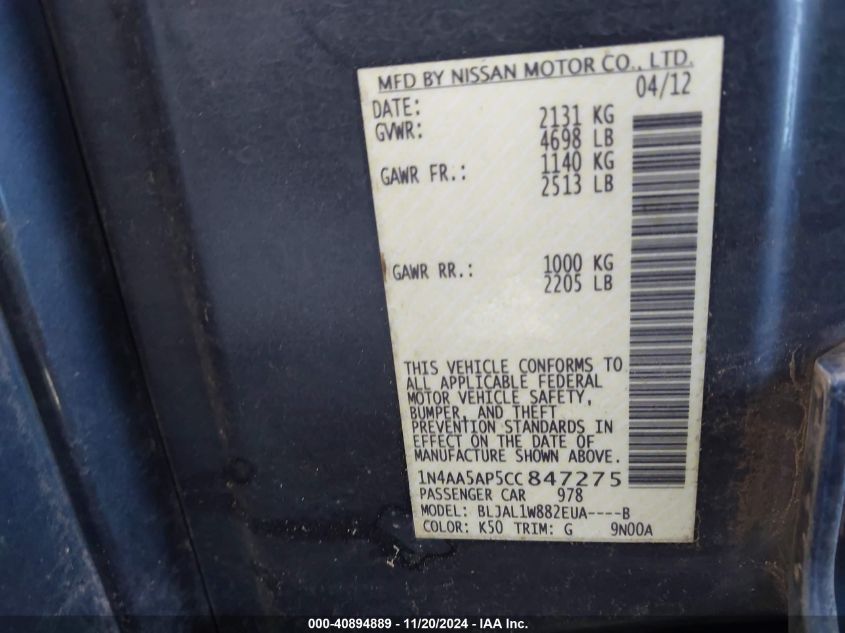 MFD BY NISSAN MOTOR CO., LTD.
DATE: 04/12
GVWR: 2131 KG
4698 LB
GAWR FR.: 1140 KG
2513 LB
GAWR RR.: 1000 KG
2205 LB
THIS VEHICLE CONFORMS TO
ALL APPLICABLE FEDERAL
MOTOR VEHICLE SAFETY,
BUMPER, AND THEFT
PREVENTION STANDARDS IN
EFFECT ON THE DATE OF
MANUFACTURE SHOWN ABOVE.
1N4AA5AP5CC847275
PASSENGER CAR 978
MODEL: BLJAL1W882EUA----B
COLOR: K50 TRIM: G 9N00A
000-40894889 - 11/20/2024 - IAA Inc.